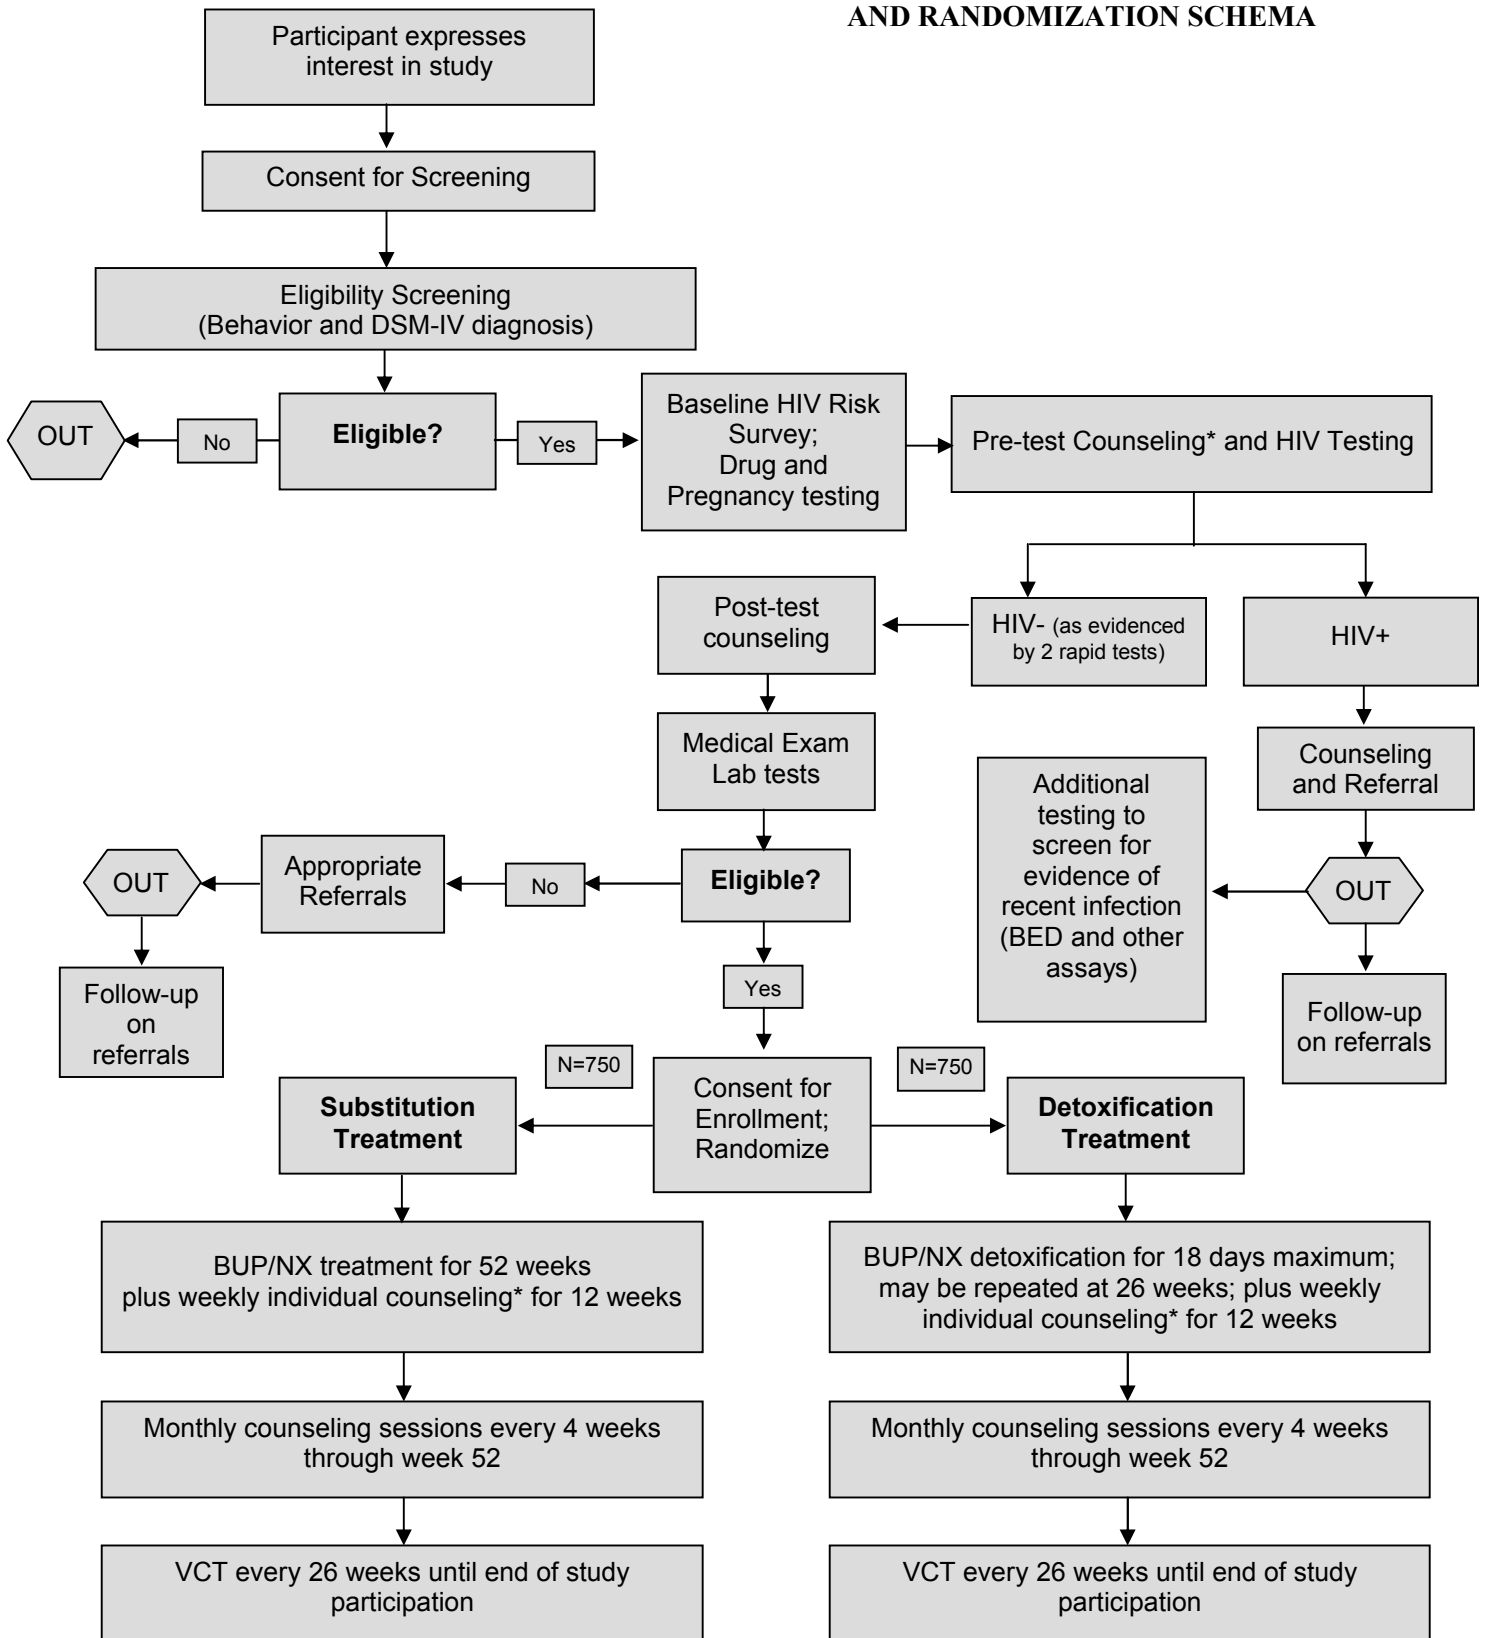 AND RANDOMIZATION SCHEMA
Participant expresses
interest in study
Consent for Screening
Eligibility Screening
(Behavior and DSM-IV diagnosis)
OUT
No
Eligible?
Yes
Baseline HIV Risk
Survey;
Drug and
Pregnancy testing
Pre-test Counseling* and HIV Testing
Post-test
counseling
HIV- (as evidenced
by 2 rapid tests)
HIV+
Medical Exam
Lab tests
Counseling
and Referral
Additional
testing to
screen for
evidence of
recent infection
(BED and other
assays)
OUT
Follow-up
on referrals
OUT
Appropriate
Referrals
No
Eligible?
Follow-up
on
referrals
Yes
N=750
N=750
Substitution
Treatment
Consent for
Enrollment;
Randomize
Detoxification
Treatment
BUP/NX treatment for 52 weeks
plus weekly individual counseling* for 12 weeks
BUP/NX detoxification for 18 days maximum;
may be repeated at 26 weeks; plus weekly
individual counseling* for 12 weeks
Monthly counseling sessions every 4 weeks
through week 52
Monthly counseling sessions every 4 weeks
through week 52
VCT every 26 weeks until end of study
participation
VCT every 26 weeks until end of study
participation